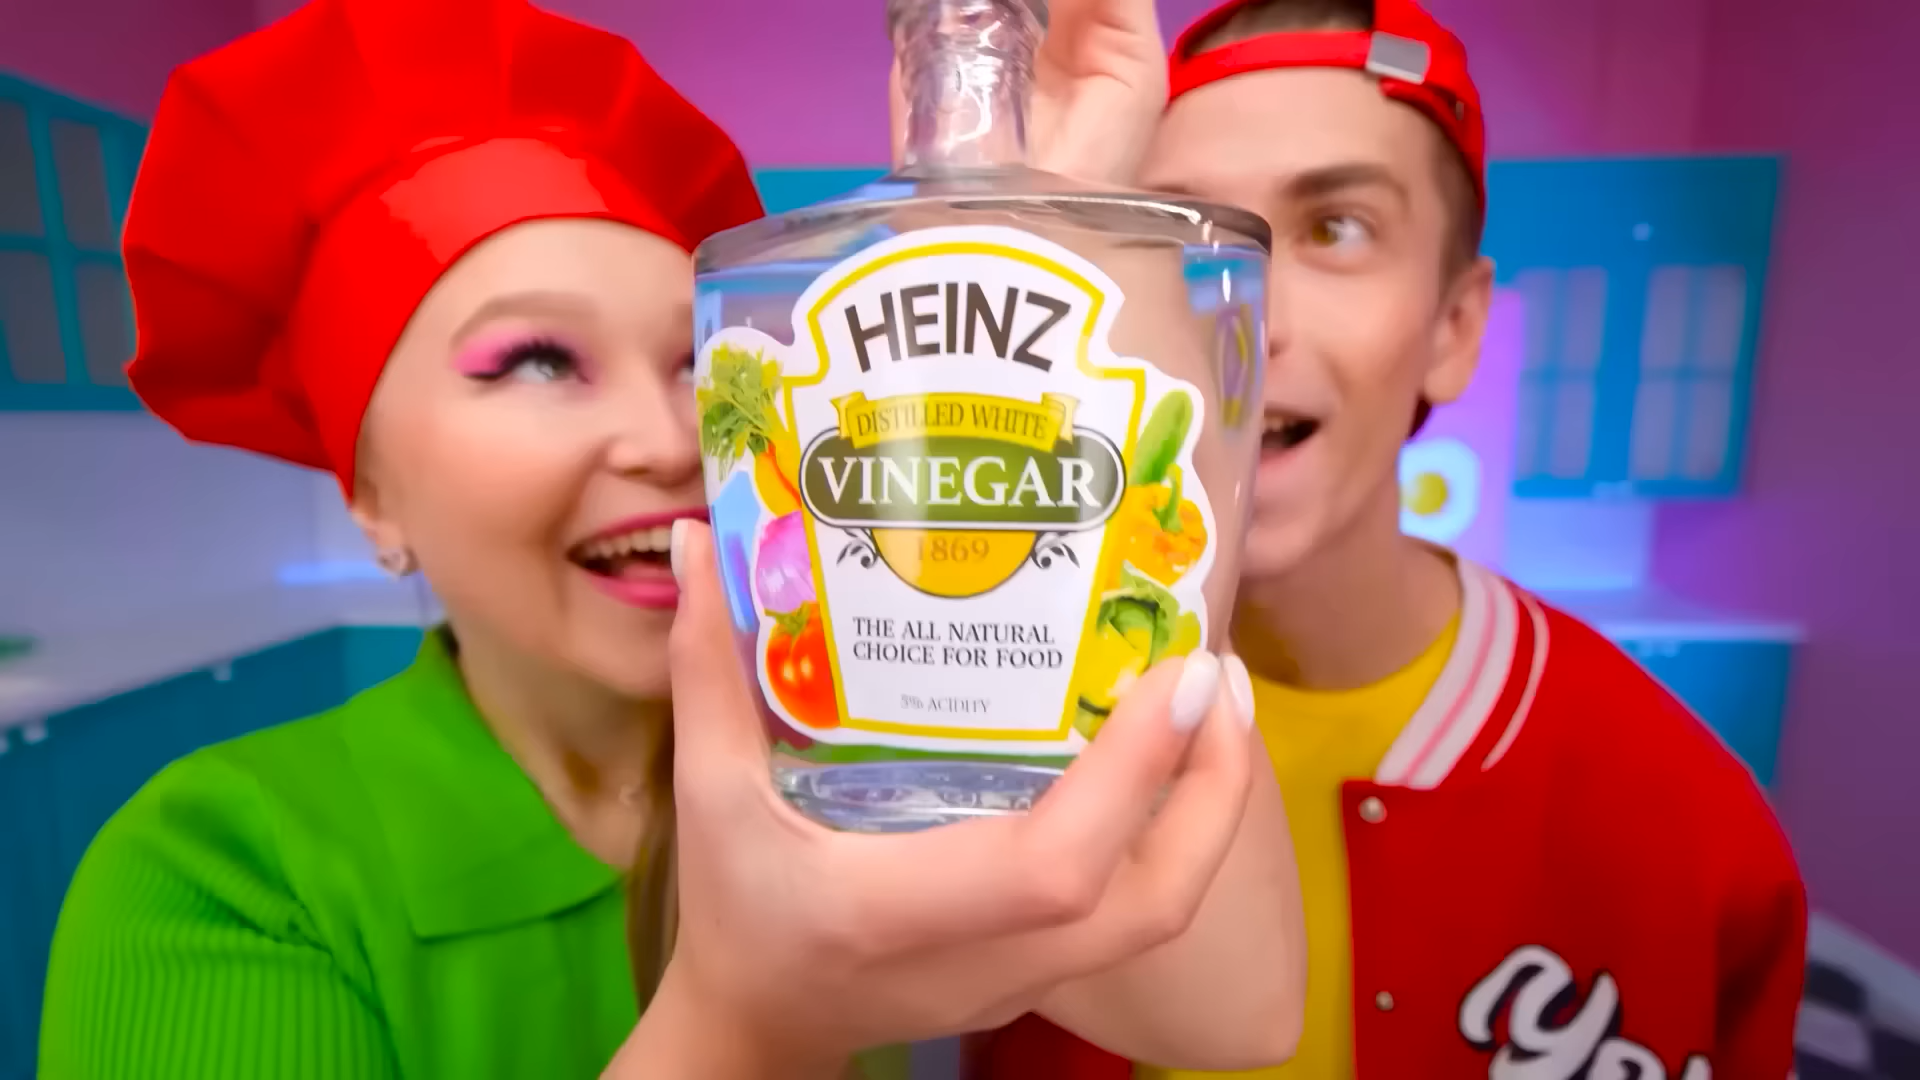 HEINZ
DISTILLED WHITE
VINEGAR
1869
THE ALL NATURAL
CHOICE FOR FOOD
5% ACIDITY